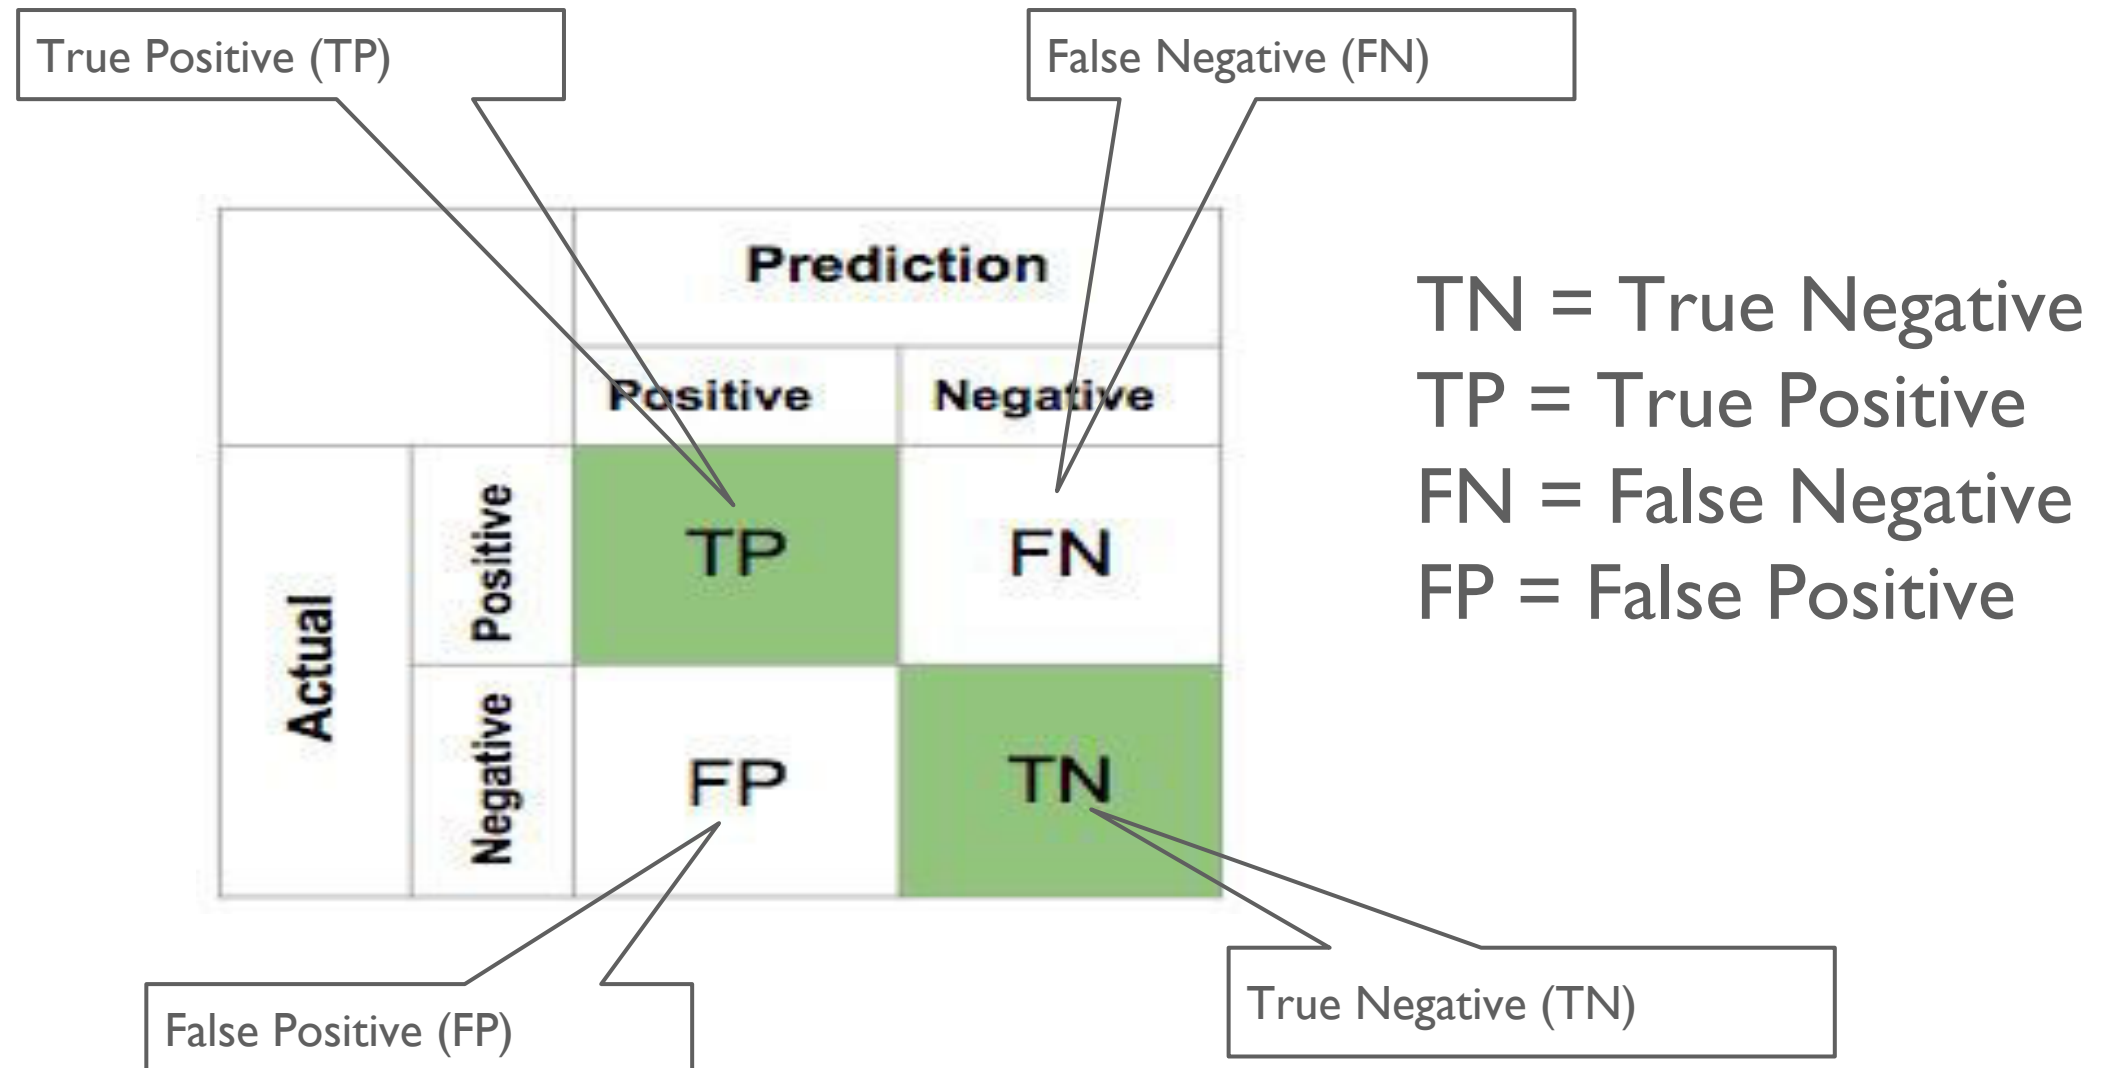 True Positive (TP)
False Negative (FN)
Prediction
Positive
Negative
Actual
Positive
TP
FN
Negative
FP
TN
TN = True Negative
TP = True Positive
FN = False Negative
FP = False Positive
False Positive (FP)
True Negative (TN)